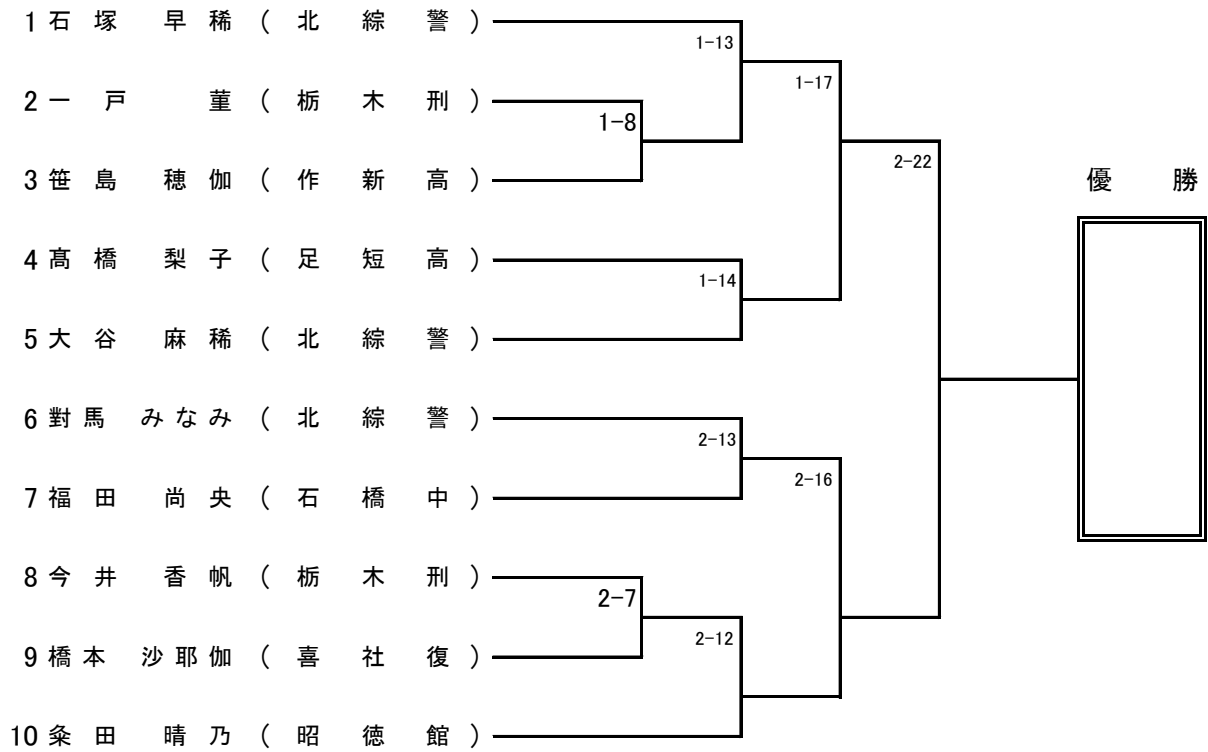 1 石塚 早稀 (北綜警)
1-13
1-17
2 一戸 菫 (栃木刑)
1-8
2-22
3 笹島 穂伽 (作新高)
優勝
4 髙橋 梨子 (足短高)
1-14
5 大谷 麻稀 (北綜警)
6 對馬 みなみ (北綜警)
2-13
2-16
7 福田 尚央 (石橋中)
8 今井 香帆 (栃木刑)
2-7
2-12
9 橋本 沙耶伽 (喜社復)
10 粂田 晴乃 (昭徳館)